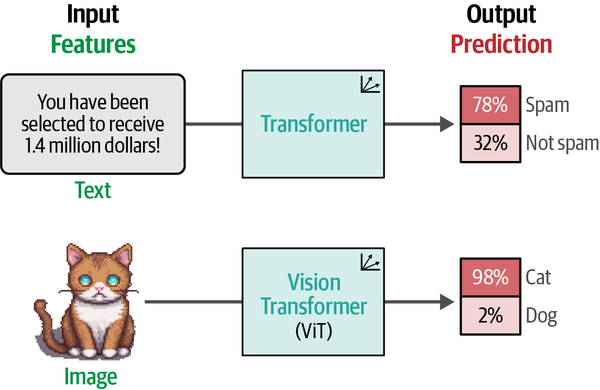 Input
Features
Output
Prediction
You have been
selected to receive
1.4 million dollars!
Text
Transformer
78% Spam
32% Not spam
Image
Vision
Transformer
(ViT)
98% Cat
2% Dog